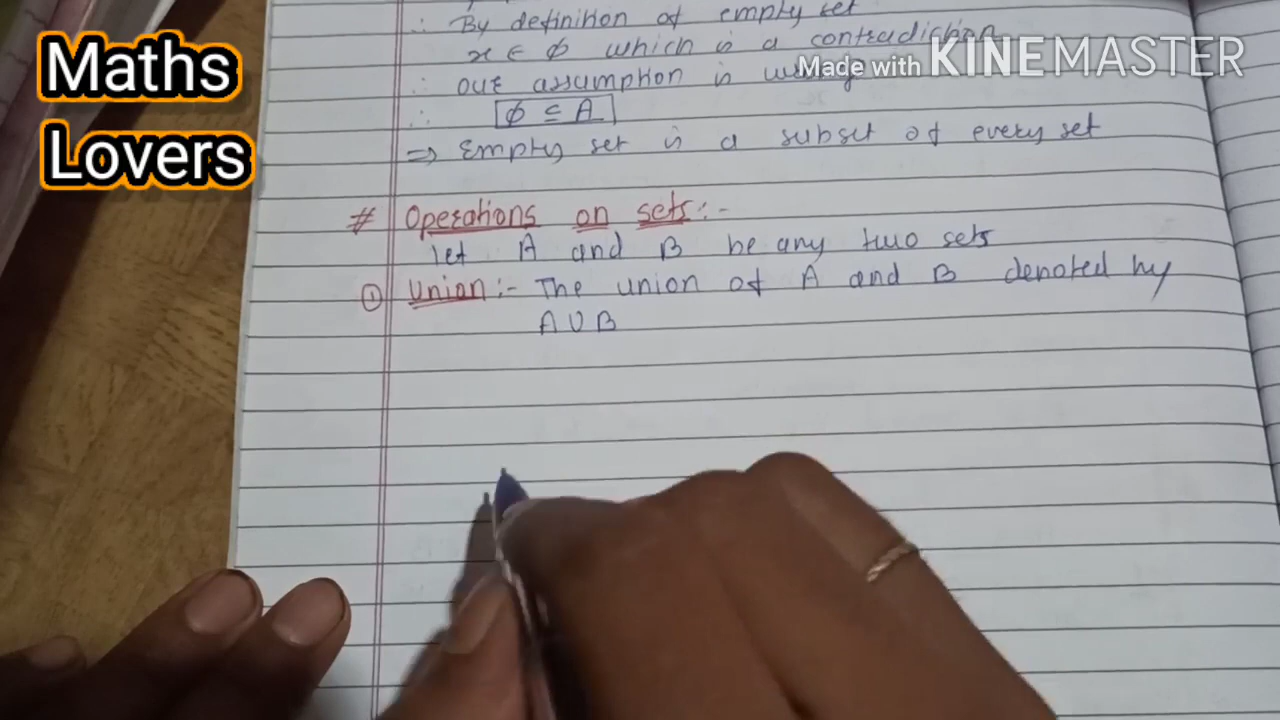 Maths
Lovers
Made with KINEMASTER
∴ By definition of empty set
x ∈ ϕ which is a contradiction
∴ our assumption is wrong
∴ ϕ ⊆ A
⇒ Empty set is a subset of every set
# Operations on sets:-
let A and B be any two sets
① Union:- The union of A and B denoted by
A U B